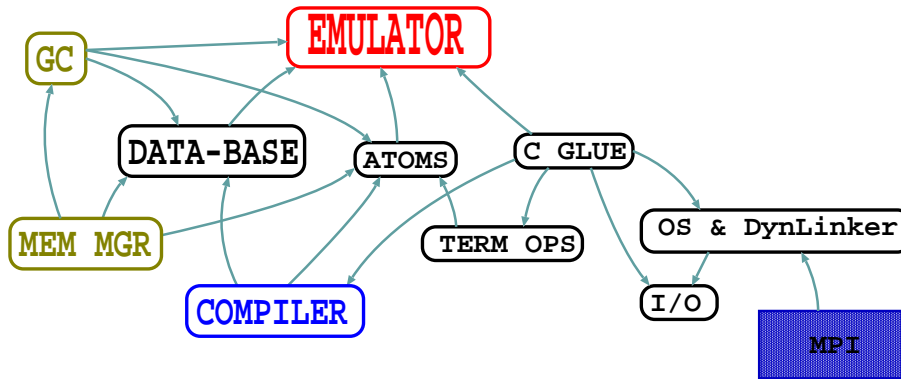 EMULATOR
GC
DATA-BASE
ATOMS
C GLUE
MEM MGR
TERM OPS
OS & DynLinker
COMPILER
I/O
MPI